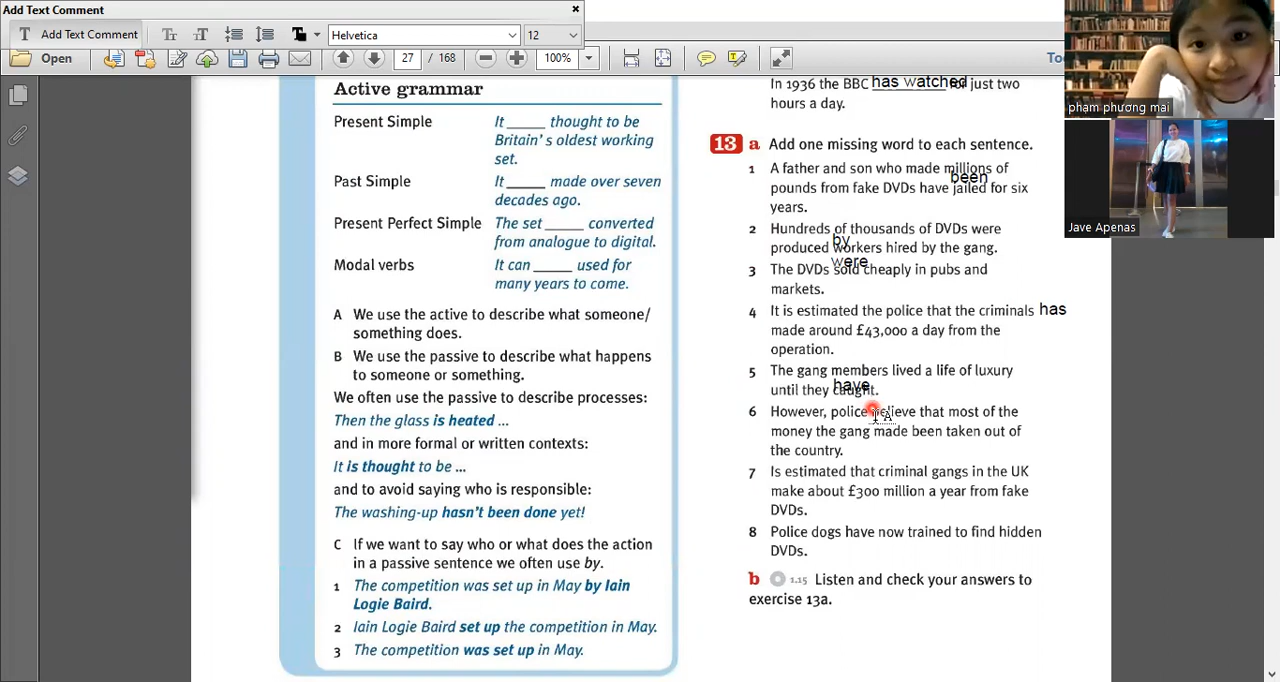 Add Text Comment
T Add Text Comment Helvetica 12
Open 27 / 168 100% Too
pham phương mai
Jave Apenas
Active grammar
Present Simple It _____ thought to be
Britain's oldest working
set.
Past Simple It _____ made over seven
decades ago.
Present Perfect Simple The set _____ converted
from analogue to digital.
Modal verbs It can _____ used for
many years to come.
A We use the active to describe what someone/
something does.
B We use the passive to describe what happens
to someone or something.
We often use the passive to describe processes:
Then the glass is heated ...
and in more formal or written contexts:
It is thought to be ...
and to avoid saying who is responsible:
The washing-up hasn't been done yet!
C If we want to say who or what does the action
in a passive sentence we often use by.
1 The competition was set up in May by Iain
Logie Baird.
2 Iain Logie Baird set up the competition in May.
3 The competition was set up in May.
In 1936 the BBC has watched for just two
hours a day.
13 a Add one missing word to each sentence.
1 A father and son who made millions of
been
pounds from fake DVDs have jailed for six
years.
2 Hundreds of thousands of DVDs were
by
produced workers hired by the gang.
were
3 The DVDs sold cheaply in pubs and
markets.
4 It is estimated the police that the criminals has
made around £43,000 a day from the
operation.
5 The gang members lived a life of luxury
have
until they caught.
6 However, police believe that most of the
money the gang made been taken out of
the country.
7 Is estimated that criminal gangs in the UK
make about £300 million a year from fake
DVDs.
8 Police dogs have now trained to find hidden
DVDs.
b 1.15 Listen and check your answers to
exercise 13a.